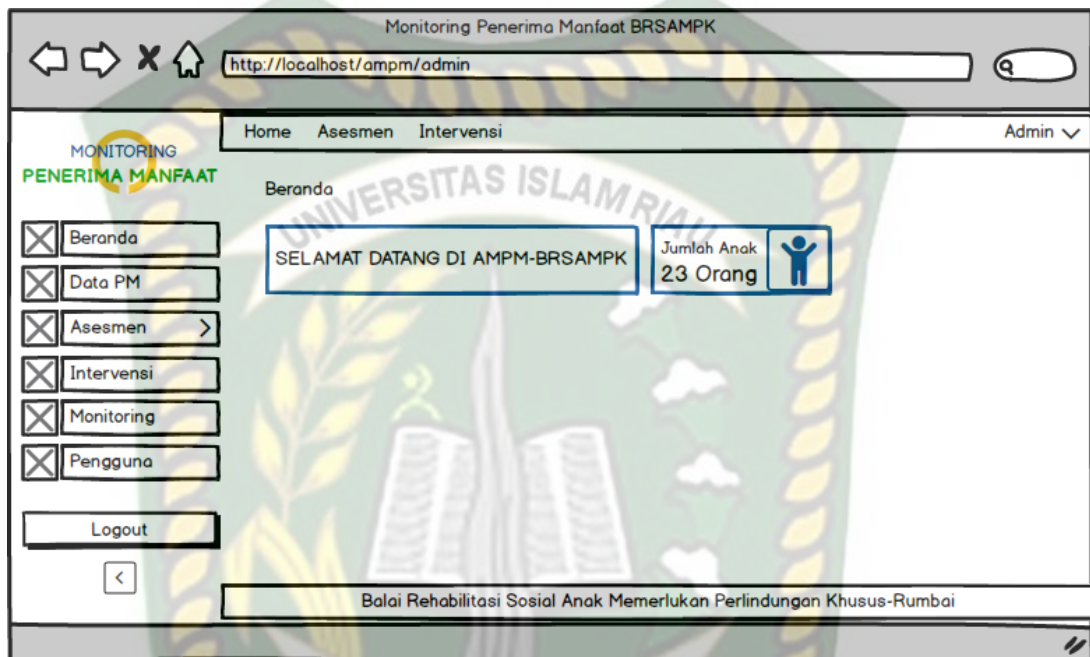 Monitoring Penerima Manfaat BRSAMPK
http://localhost/ampm/admin
Home Asesmen Intervensi Admin
MONITORING
PENERIMA MANFAAT
Beranda
UNIVERSITAS ISLAM RIAU
SELAMAT DATANG DI AMPM-BRSAMPK
Jumlah Anak
23 Orang
Beranda
Data PM
Asesmen
Intervensi
Monitoring
Pengguna
Logout
Balai Rehabilitasi Sosial Anak Memerlukan Perlindungan Khusus-Rumbai